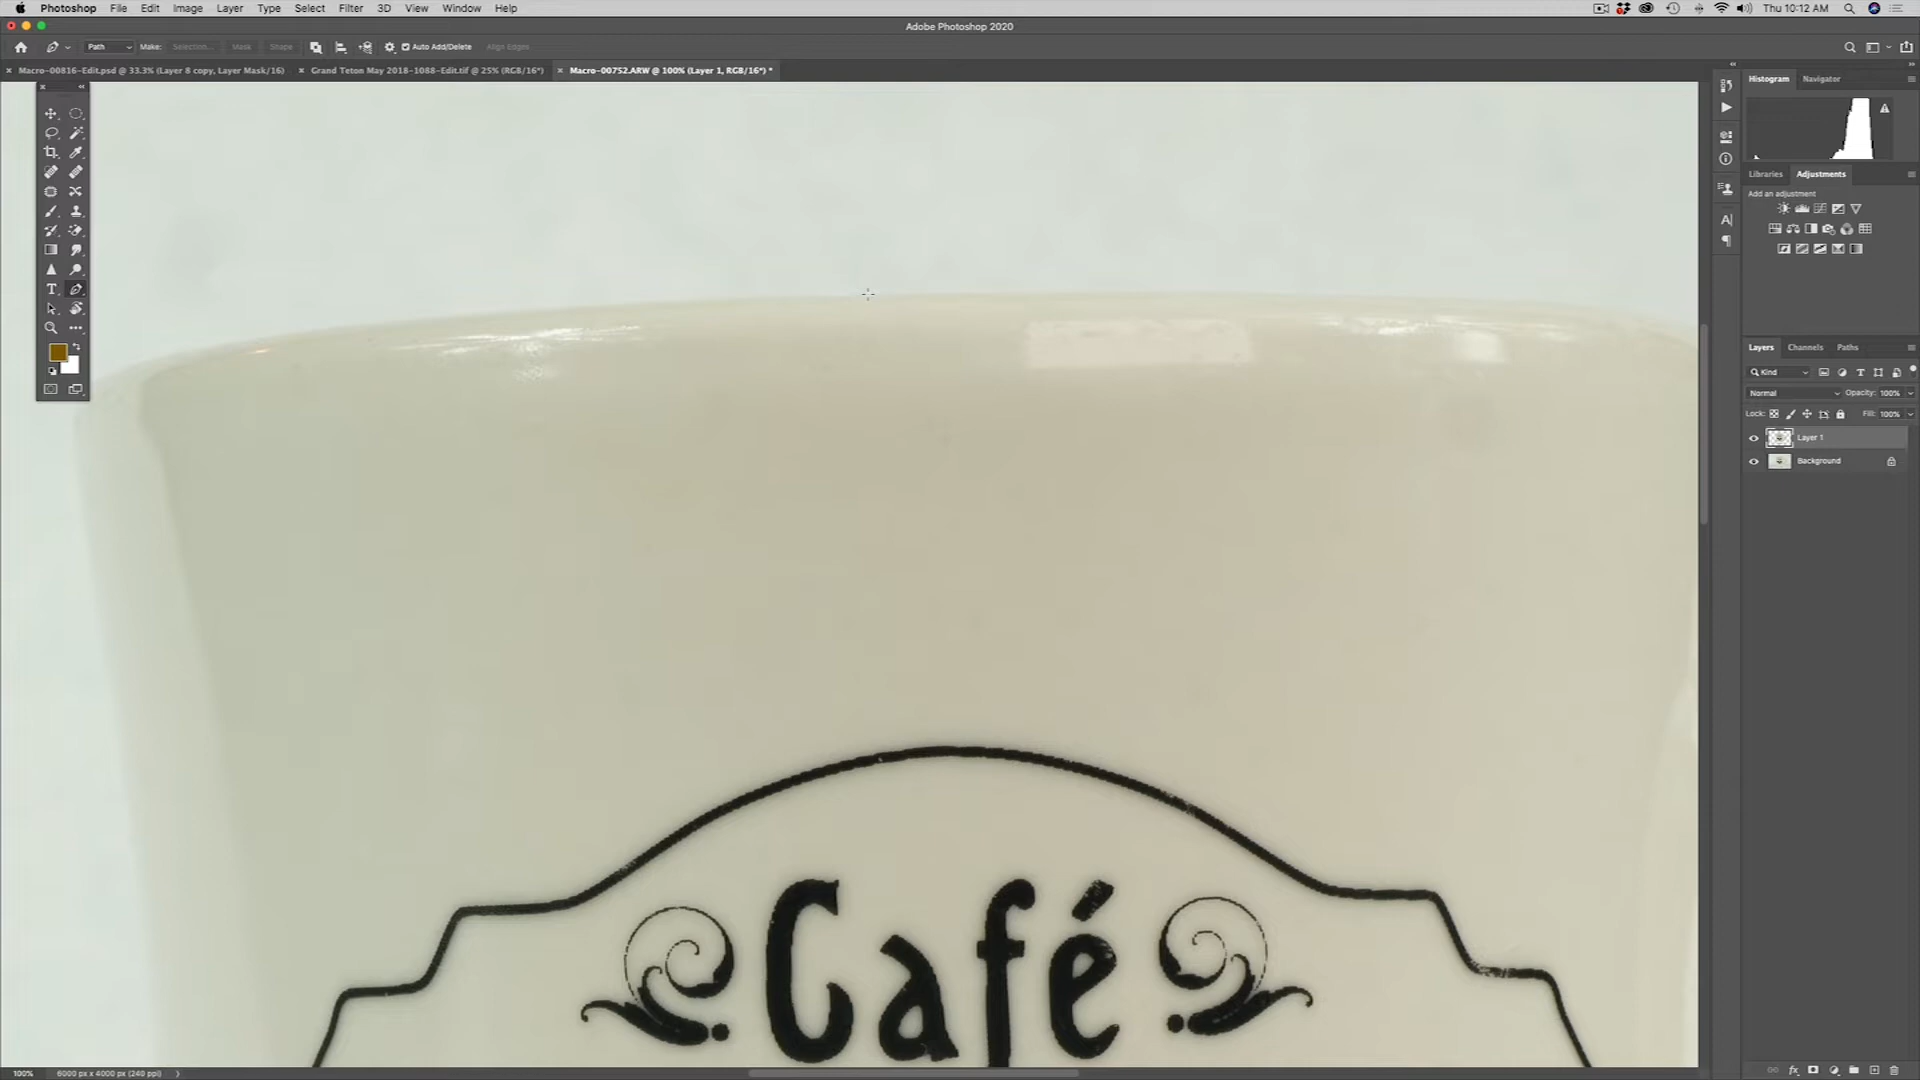 Photoshop File Edit Image Layer Type Select Filter 3D View Window Help Thu 10:12 AM
Adobe Photoshop 2020
Path Make: Selection... Mask Shape Auto Add/Delete Align Edges
Macro-00816-Edit.psd @ 33.3% (Layer 8 copy, Layer Mask/16) Grand Teton May 2018-1088-Edit.tif @ 25% (RGB/16*) Macro-00752.ARW @ 100% (Layer 1, RGB/16*) *
Histogram Navigator
Libraries Adjustments
Add an adjustment
Layers Channels Paths
Kind
Normal Opacity: 100%
Lock: Fill: 100%
Layer 1
Background
Café
100% 6000 px x 4000 px (240 ppi)